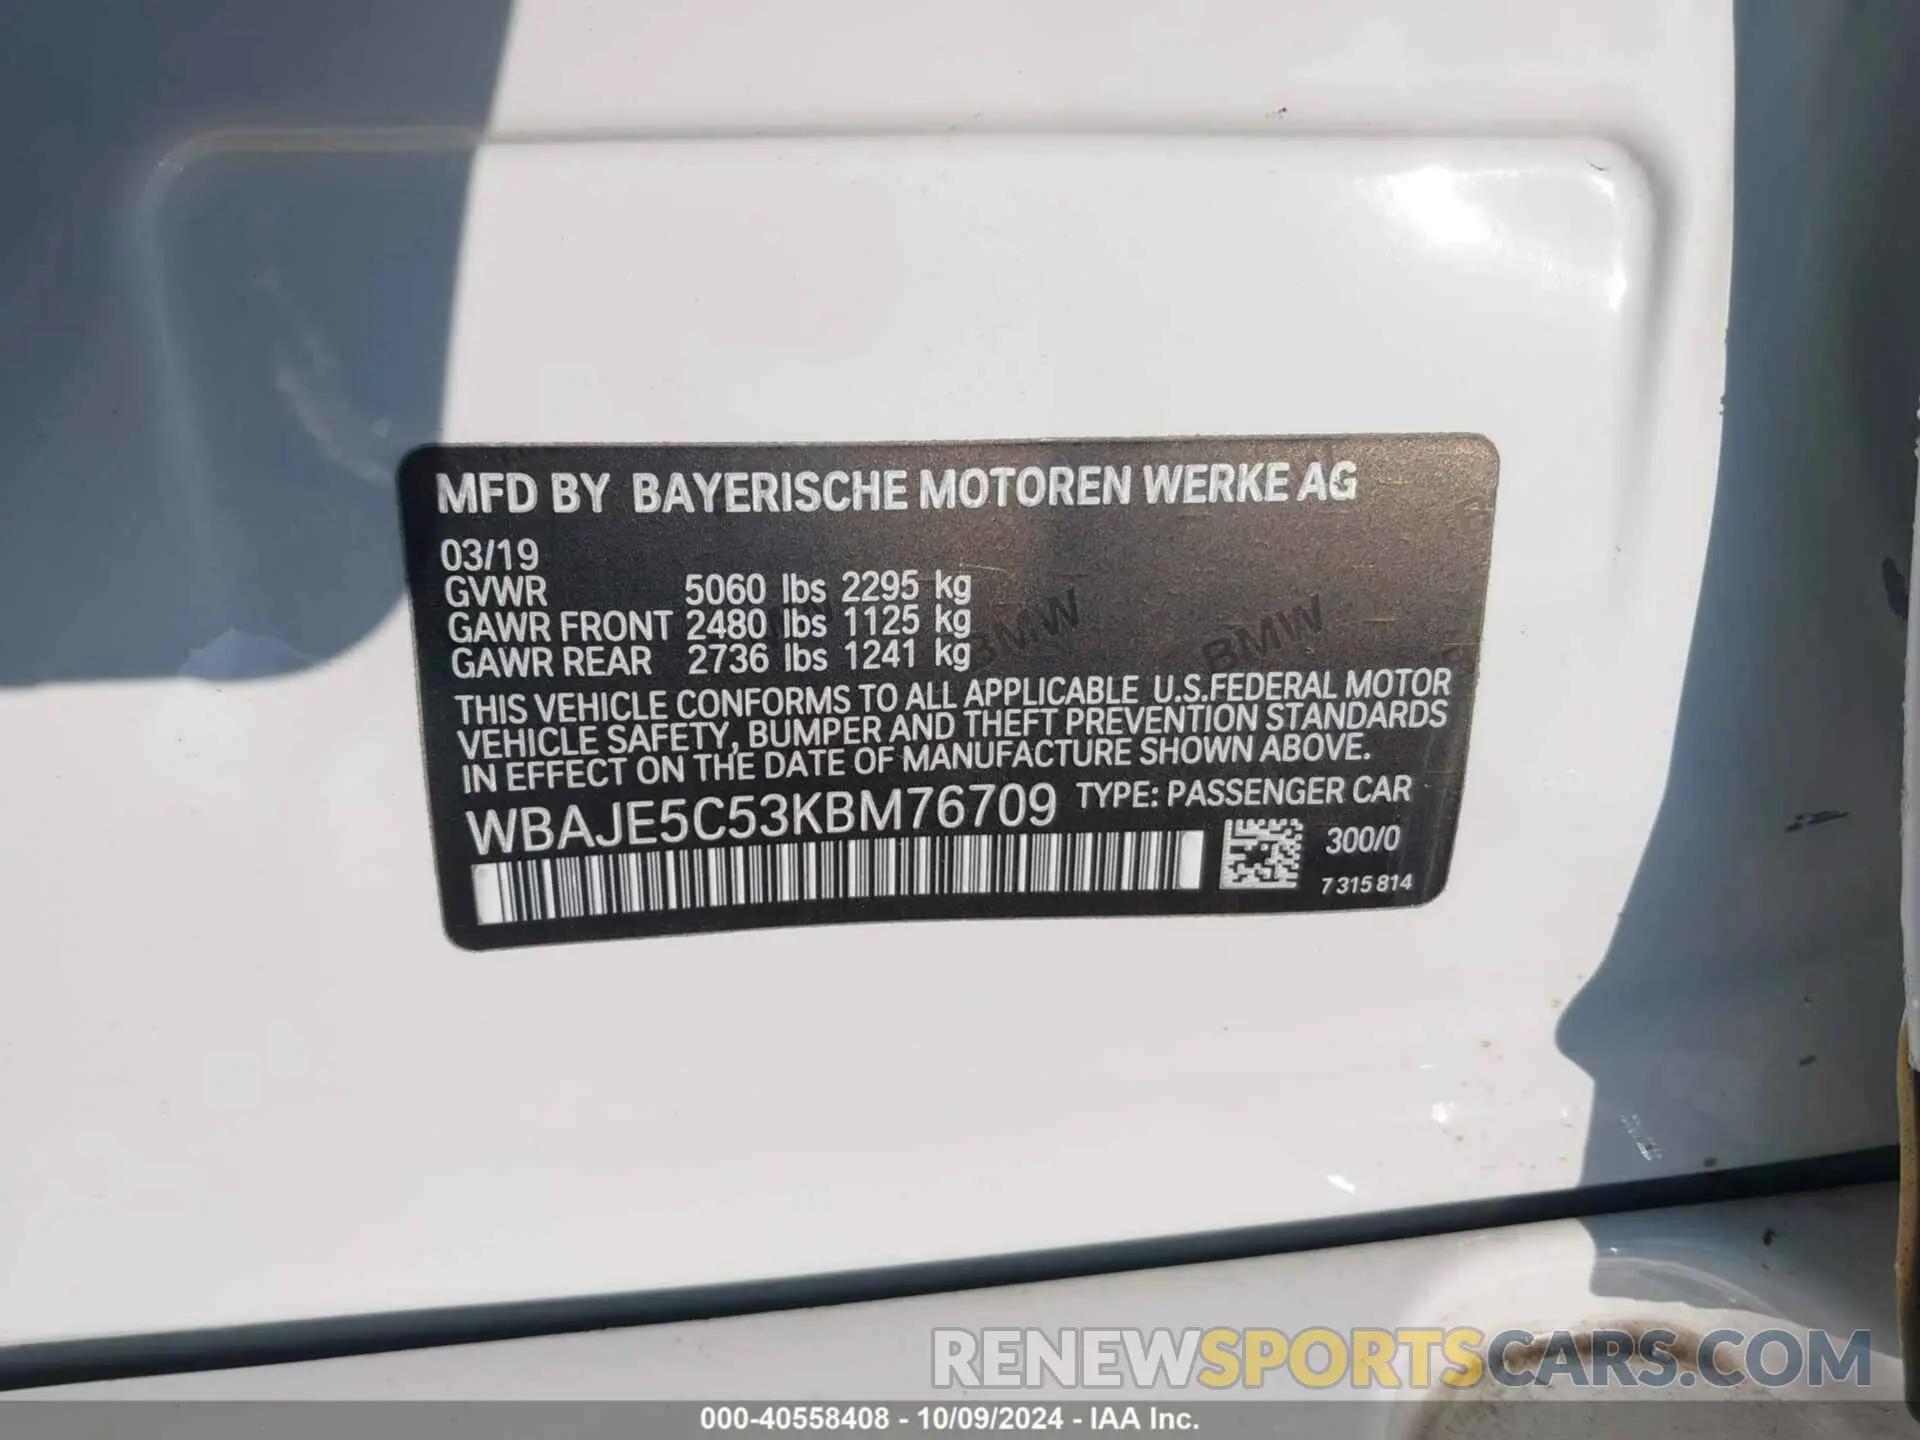 MFD BY BAYERISCHE MOTOREN WERKE AG
03/19
GVWR 5060 lbs 2295 kg
GAWR FRONT 2480 lbs 1125 kg
GAWR REAR 2736 lbs 1241 kg
BMW BMW
THIS VEHICLE CONFORMS TO ALL APPLICABLE U.S.FEDERAL MOTOR
VEHICLE SAFETY, BUMPER AND THEFT PREVENTION STANDARDS
IN EFFECT ON THE DATE OF MANUFACTURE SHOWN ABOVE.
WBAJE5C53KBM76709 TYPE: PASSENGER CAR
300/0
7 315 814
RENEWSPORTSCARS.COM
000-40558408 - 10/09/2024 - IAA Inc.